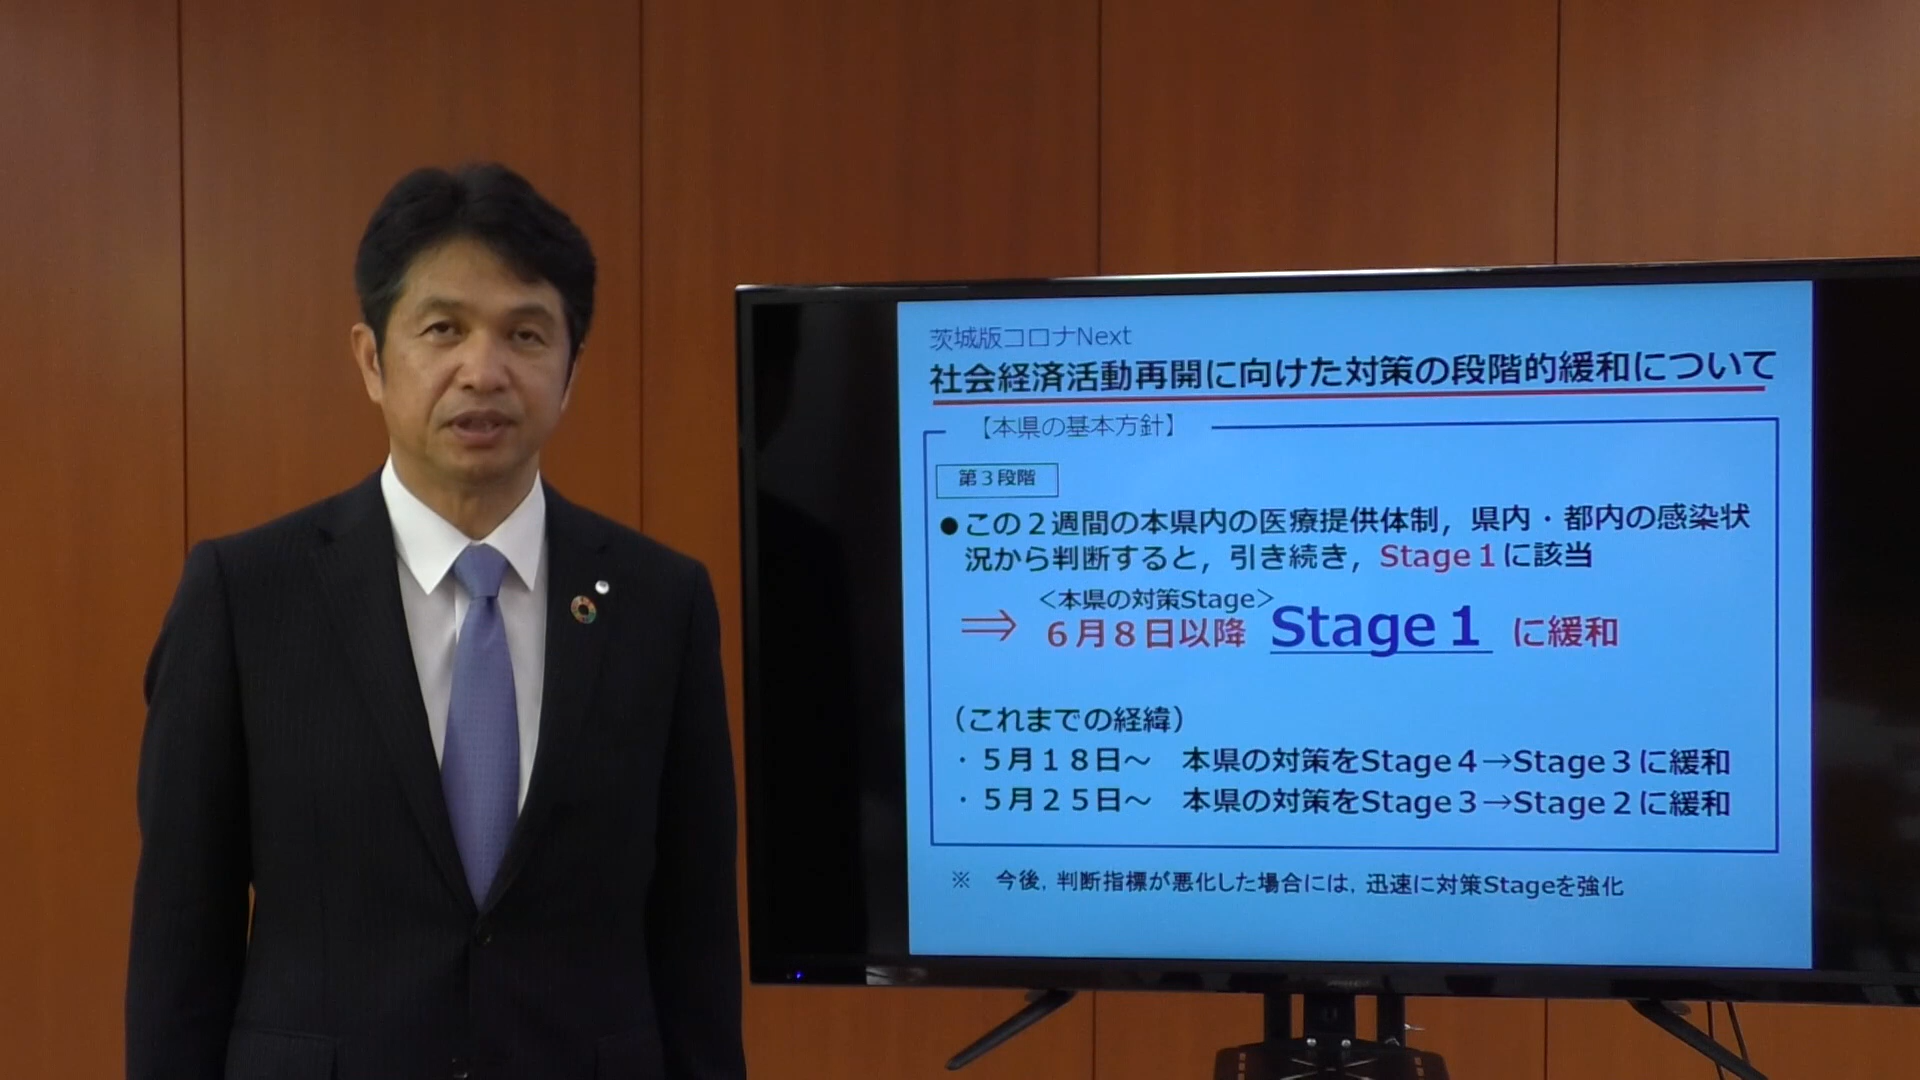 茨城版コロナNext
社会経済活動再開に向けた対策の段階的緩和について
【本県の基本方針】
第３段階
●この２週間の本県内の医療提供体制，県内・都内の感染状
況から判断すると，引き続き，Stage１に該当
＜本県の対策Stage＞
⇒ ６月８日以降 Stage１ に緩和
（これまでの経緯）
・５月１８日～ 本県の対策をStage４→Stage３に緩和
・５月２５日～ 本県の対策をStage３→Stage２に緩和
※ 今後，判断指標が悪化した場合には，迅速に対策Stageを強化